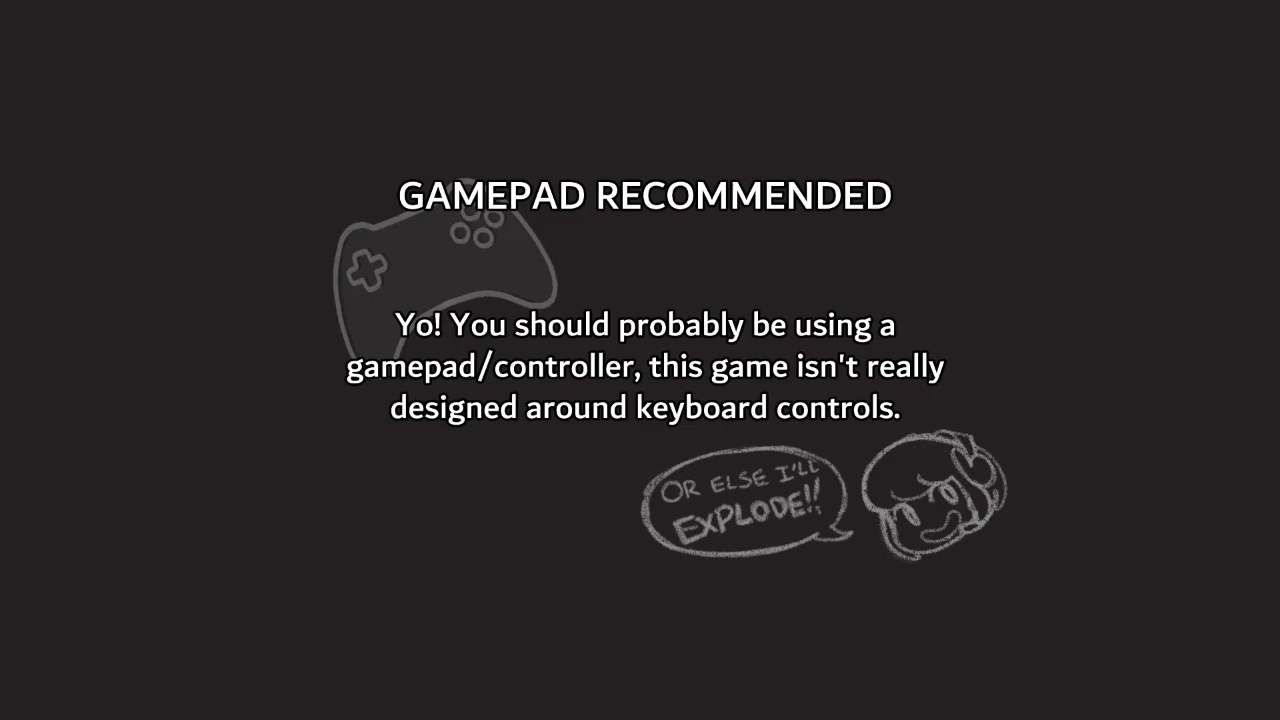 GAMEPAD RECOMMENDED
Yo! You should probably be using a
gamepad/controller, this game isn't really
designed around keyboard controls.
OR ELSE I'LL
EXPLODE!!